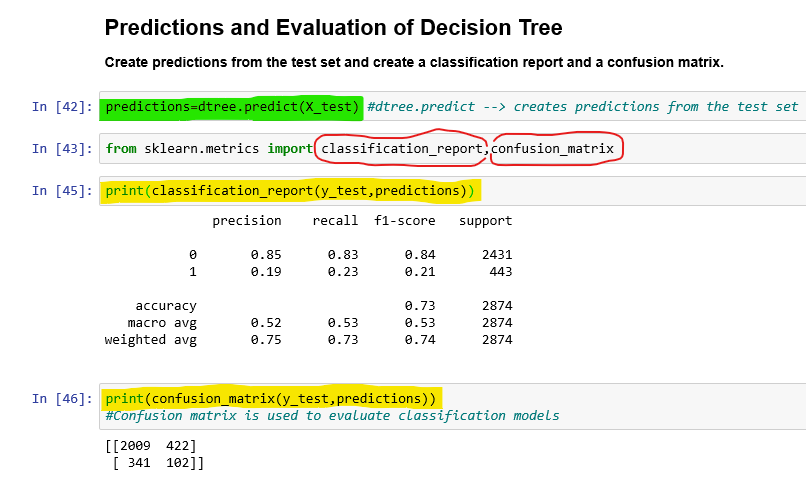 Predictions and Evaluation of Decision Tree
Create predictions from the test set and create a classification report and a confusion matrix.
In [42]: predictions=dtree.predict(X_test) #dtree.predict --> creates predictions from the test set
In [43]: from sklearn.metrics import classification_report,confusion_matrix
In [45]: print(classification_report(y_test,predictions))
precision recall f1-score support
0 0.85 0.83 0.84 2431
1 0.19 0.23 0.21 443
accuracy 0.73 2874
macro avg 0.52 0.53 0.53 2874
weighted avg 0.75 0.73 0.74 2874
In [46]: print(confusion_matrix(y_test,predictions))
#Confusion matrix is used to evaluate classification models
[[2009 422]
[ 341 102]]